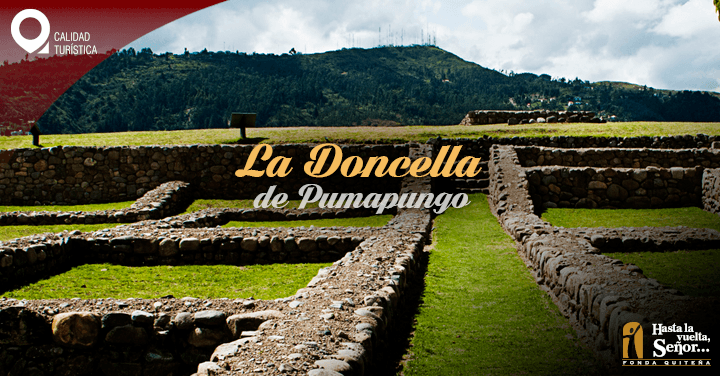 CALIDAD
TURÍSTICA
La Doncella
de Pumapungo
Hasta la
vuelta,
Señor...
FONDA QUITEÑA